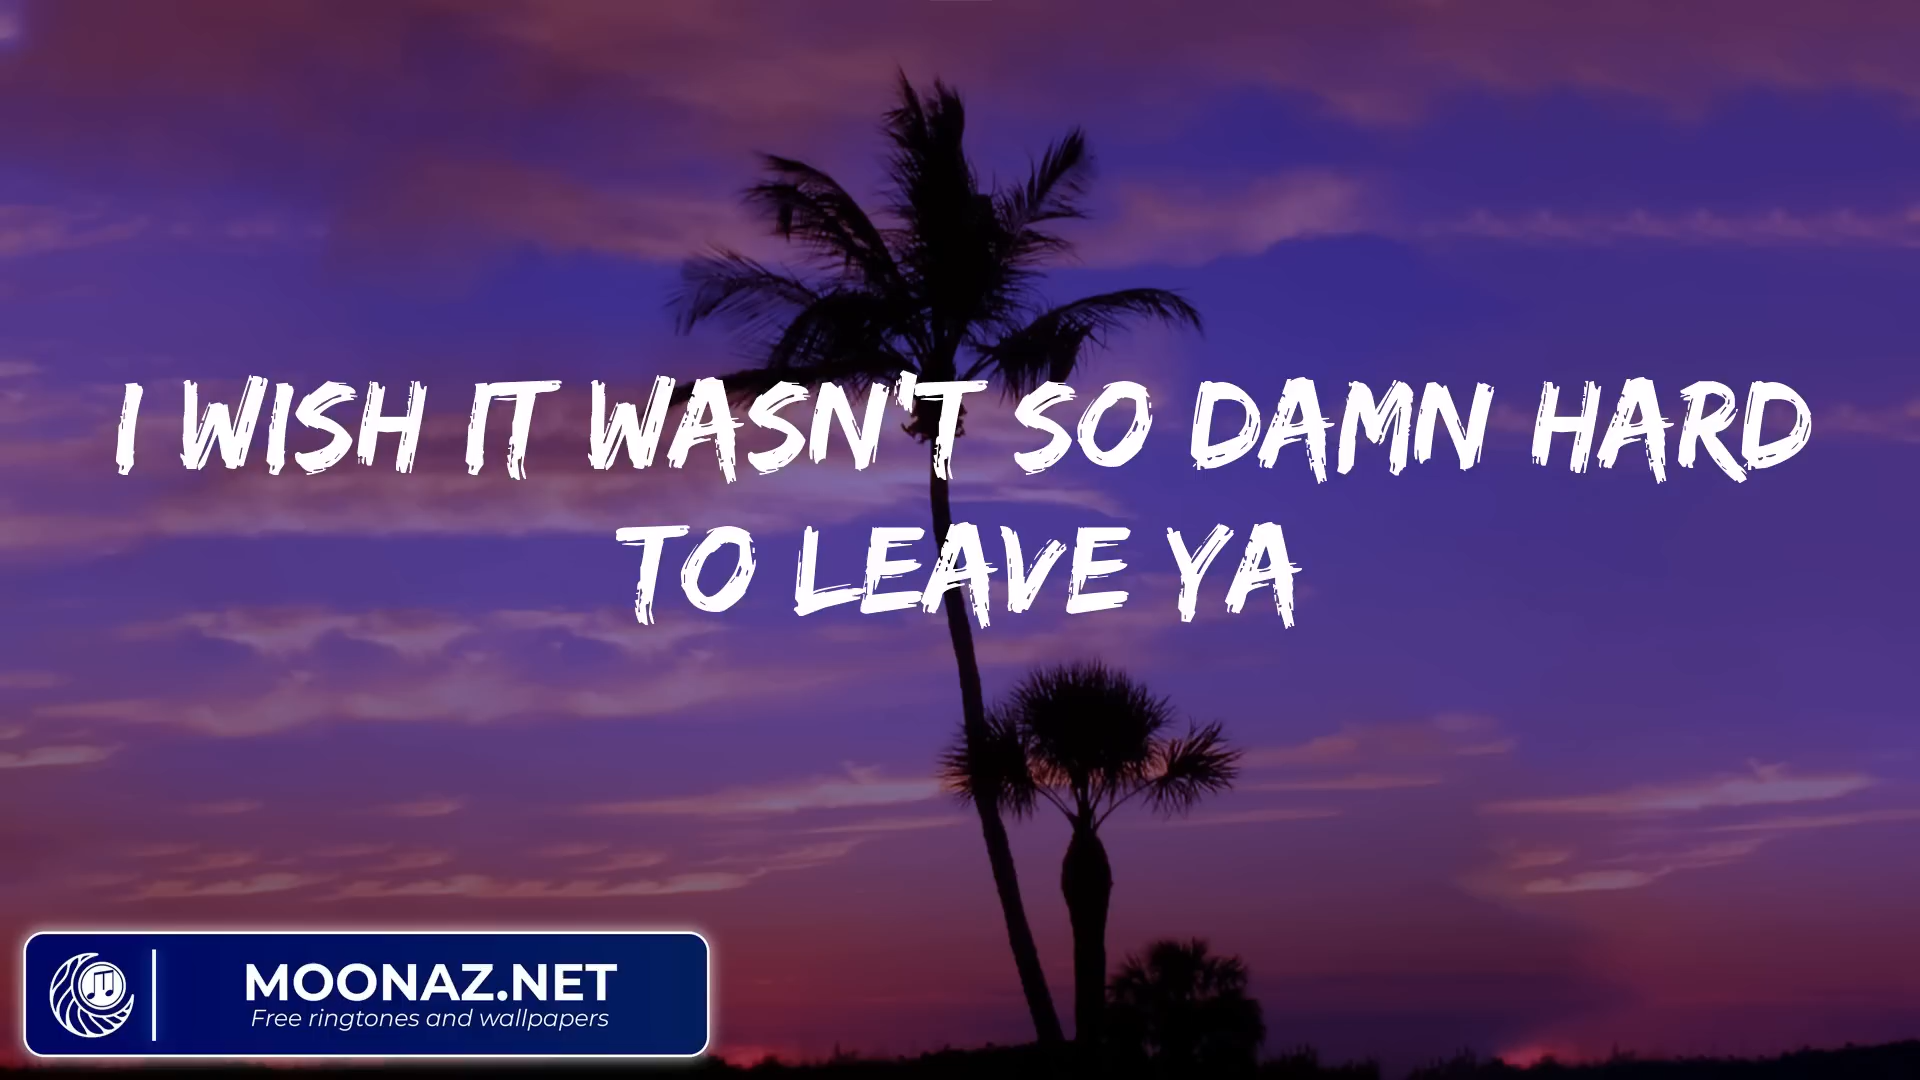 I WISH IT WASN'T SO DAMN HARD
TO LEAVE YA
MOONAZ.NET
Free ringtones and wallpapers